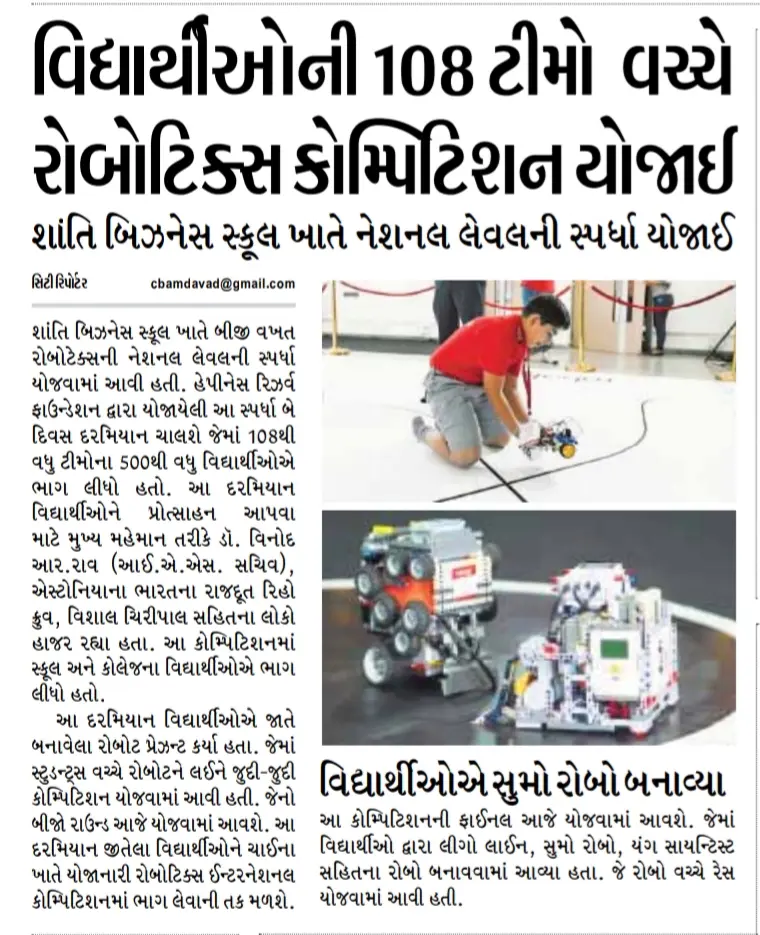 વિદ્યાર્થીઓની 108 ટીમો વચ્ચે
રોબોટિક્સ કોમ્પિટિશન યોજાઈ
શાંતિ બિઝનેસ સ્કૂલ ખાતે નેશનલ લેવલની સ્પર્ધા યોજાઈ
સિટી રિપોર્ટર cbamdavad@gmail.com
શાંતિ બિઝનેસ સ્કૂલ ખાતે બીજી વખત
રોબોટેક્સની નેશનલ લેવલની સ્પર્ધા
યોજવામાં આવી હતી. હેપીનેસ રિઝર્વ
ફાઉન્ડેશન દ્વારા યોજાયેલી આ સ્પર્ધા બે
દિવસ દરમિયાન ચાલશે જેમાં 108થી
વધુ ટીમોના 500થી વધુ વિદ્યાર્થીઓએ
ભાગ લીધો હતો. આ દરમિયાન
વિદ્યાર્થીઓને પ્રોત્સાહન આપવા
માટે મુખ્ય મહેમાન તરીકે ડૉ. વિનોદ
આર.રાવ (આઈ.એ.એસ. સચિવ),
એસ્ટોનિયાના ભારતના રાજદૂત રિહો
ક્રુવ, વિશાલ ચિરીપાલ સહિતના લોકો
હાજર રહ્યા હતા. આ કોમ્પિટિશનમાં
સ્કૂલ અને કોલેજના વિદ્યાર્થીઓએ ભાગ
લીધો હતો.
આ દરમિયાન વિદ્યાર્થીઓએ જાતે
બનાવેલા રોબોટ પ્રેઝન્ટ કર્યા હતા. જેમાં
સ્ટુડન્ટ્સ વચ્ચે રોબોટને લઈને જુદી-જુદી
કોમ્પિટિશન યોજવામાં આવી હતી. જેનો
બીજો રાઉન્ડ આજે યોજવામાં આવશે. આ
દરમિયાન જીતેલા વિદ્યાર્થીઓને ચાઈના
ખાતે યોજાનારી રોબોટિક્સ ઈન્ટરનેશનલ
કોમ્પિટિશનમાં ભાગ લેવાની તક મળશે.
વિદ્યાર્થીઓએ સુમો રોબો બનાવ્યા
આ કોમ્પિટિશનની ફાઈનલ આજે યોજવામાં આવશે. જેમાં
વિદ્યાર્થીઓ દ્વારા લીગો લાઈન, સુમો રોબો, યંગ સાયન્ટિસ્ટ
સહિતના રોબો બનાવવામાં આવ્યા હતા. જે રોબો વચ્ચે રેસ
યોજવામાં આવી હતી.